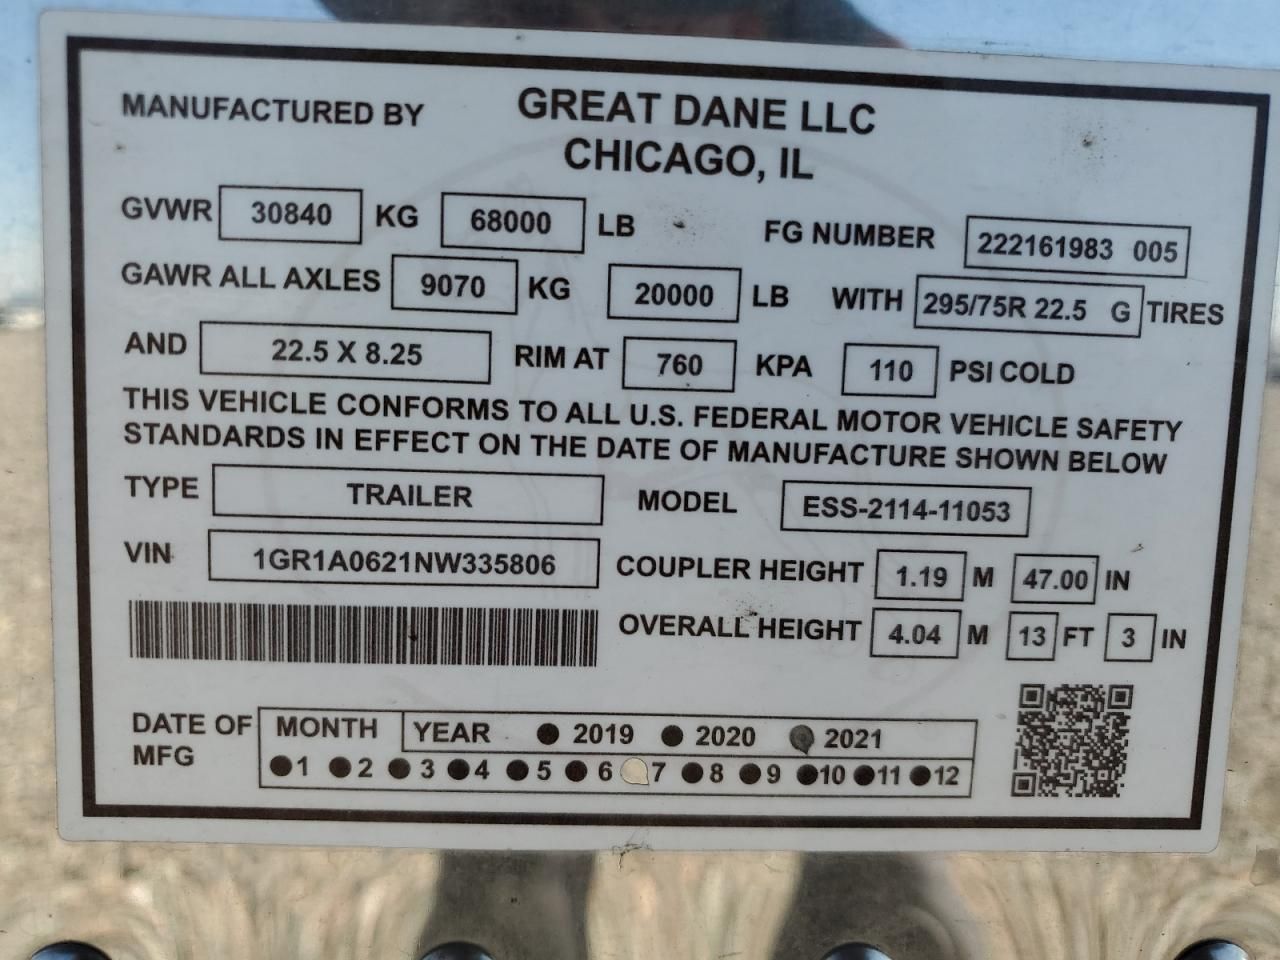 MANUFACTURED BY GREAT DANE LLC
CHICAGO, IL
GVWR 30840 KG 68000 LB FG NUMBER 222161983 005
GAWR ALL AXLES 9070 KG 20000 LB WITH 295/75R 22.5 G TIRES
AND 22.5 X 8.25 RIM AT 760 KPA 110 PSI COLD
THIS VEHICLE CONFORMS TO ALL U.S. FEDERAL MOTOR VEHICLE SAFETY
STANDARDS IN EFFECT ON THE DATE OF MANUFACTURE SHOWN BELOW
TYPE TRAILER MODEL ESS-2114-11053
VIN 1GR1A0621NW335806 COUPLER HEIGHT 1.19 M 47.00 IN
OVERALL HEIGHT 4.04 M 13 FT 3 IN
DATE OF MFG MONTH YEAR 2019 2020 2021
1 2 3 4 5 6 7 8 9 10 11 12